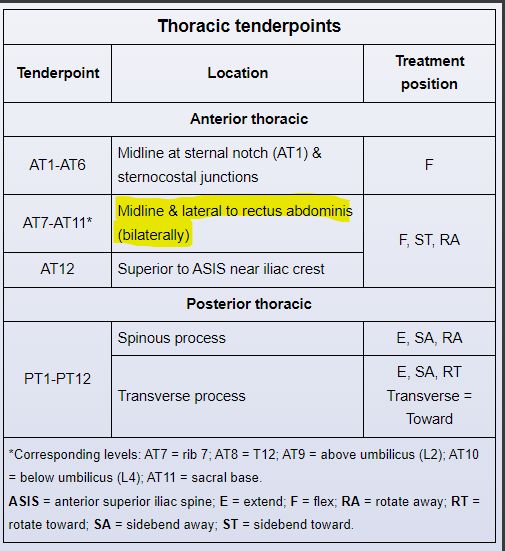 Thoracic tenderpoints
Tenderpoint
Location
Treatment
position
Anterior thoracic
AT1-AT6
Midline at sternal notch (AT1) &
sternocostal junctions
F
AT7-AT11*
Midline & lateral to rectus abdominis
(bilaterally)
F, ST, RA
AT12
Superior to ASIS near iliac crest
Posterior thoracic
PT1-PT12
Spinous process
E, SA, RA
Transverse process
E, SA, RT
Transverse =
Toward
*Corresponding levels: AT7 = rib 7; AT8 = T12; AT9 = above umbilicus (L2); AT10
= below umbilicus (L4); AT11 = sacral base.
ASIS = anterior superior iliac spine; E = extend; F = flex; RA = rotate away; RT =
rotate toward; SA = sidebend away; ST = sidebend toward.